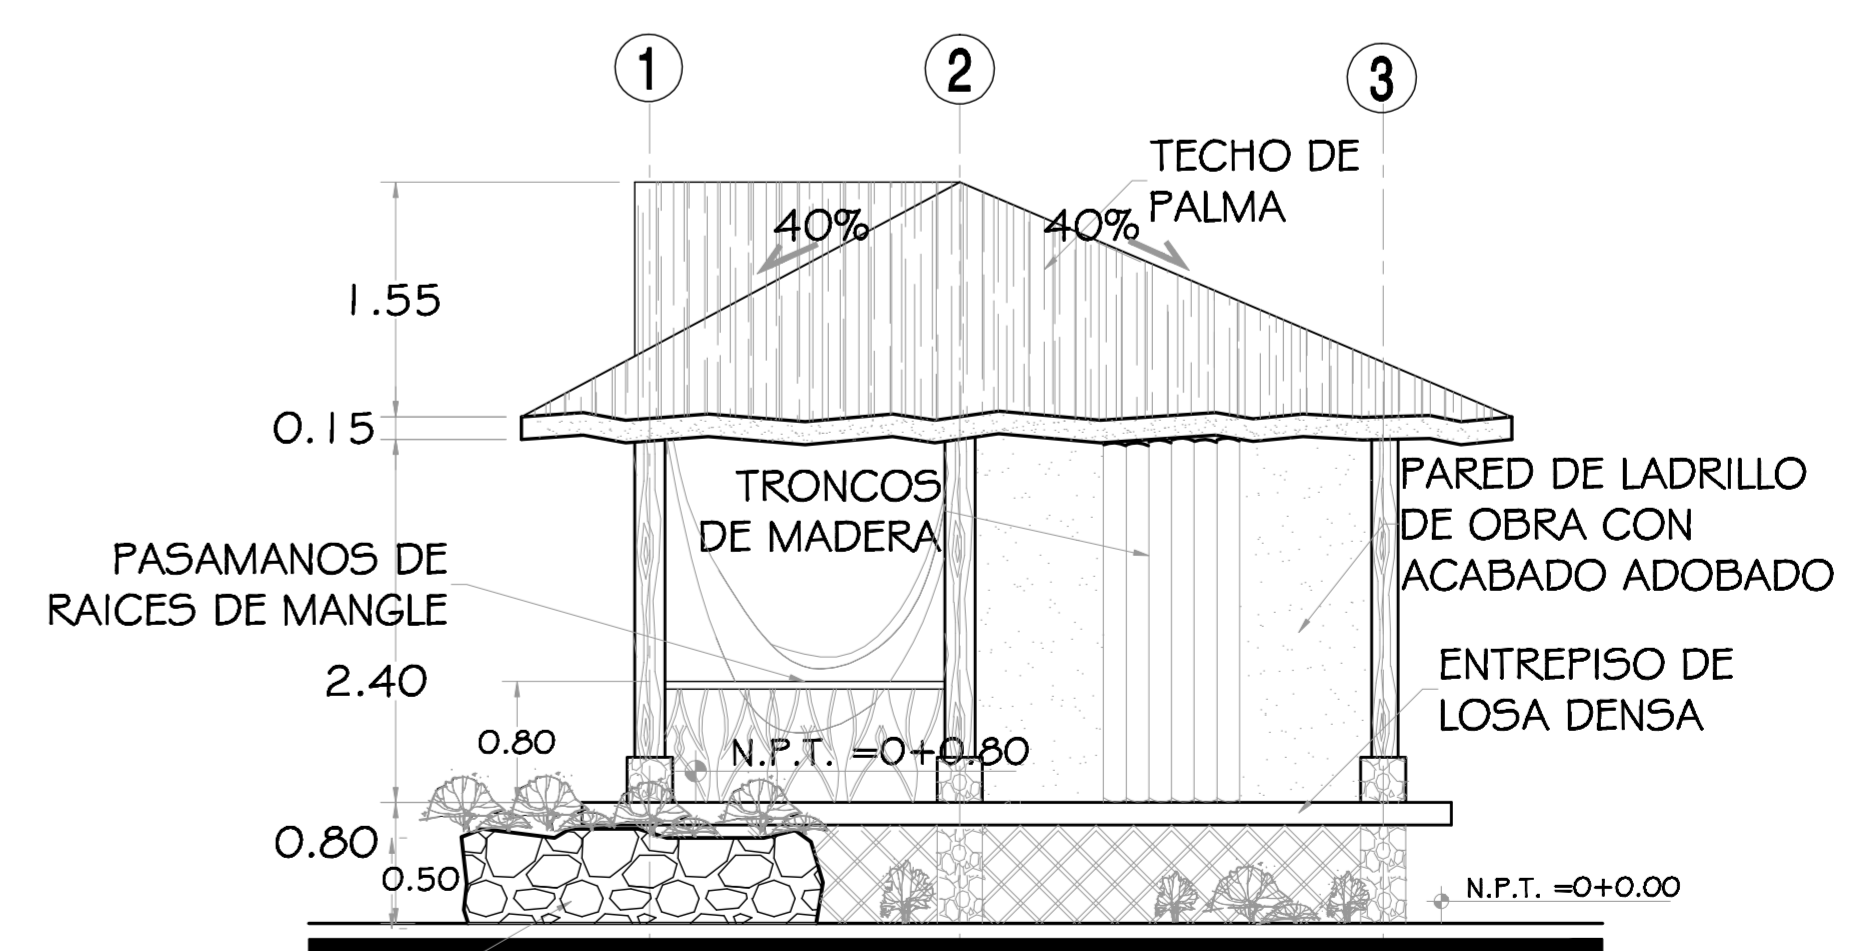 1
2
3
TECHO DE
PALMA
40%
40%
1.55
0.15
TRONCOS
DE MADERA
PARED DE LADRILLO
DE OBRA CON
ACABADO ADOBADO
PASAMANOS DE
RAICES DE MANGLE
2.40
ENTREPISO DE
LOSA DENSA
0.80
N.P.T. =0+0.80
0.80
0.50
N.P.T. =0+0.00